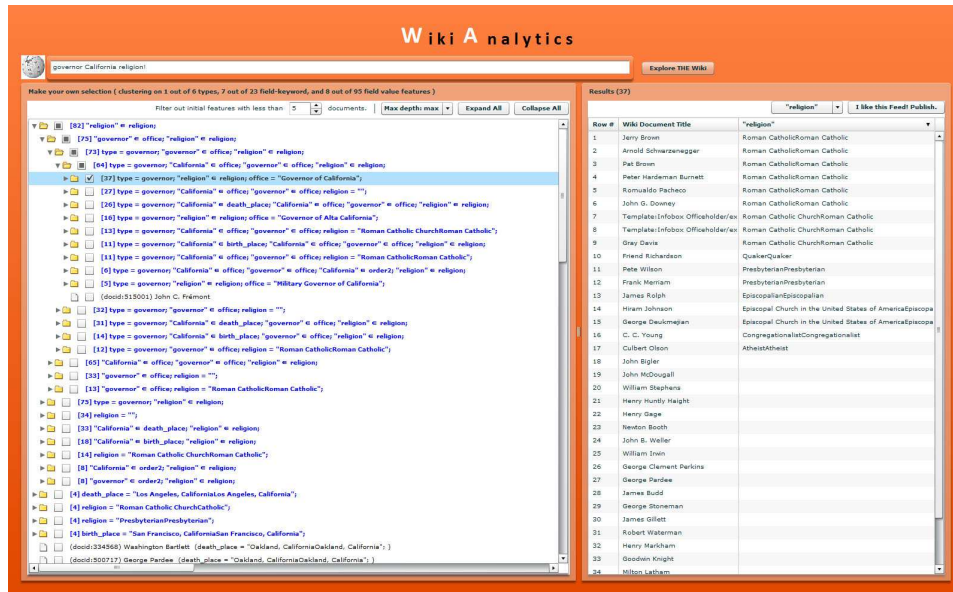 Wiki Analytics
governor California religion!
Explore THE Wiki
Make your own selection ( clustering on 1 out of 6 types, 7 out of 23 field-keyword, and 8 out of 95 field value features )
Filter out initial features with less than 5 documents. | Max depth: max Expand All Collapse All
[82] "religion" ∈ religion;
[75] "governor" ∈ office; "religion" ∈ religion;
[73] type = governor; "governor" ∈ office; "religion" ∈ religion;
[64] type = governor; "California" ∈ office; "governor" ∈ office; "religion" ∈ religion;
[37] type = governor; "religion" ∈ religion; office = "Governor of California";
[27] type = governor; "California" ∈ office; "governor" ∈ office; religion = "";
[26] type = governor; "California" ∈ death_place; "California" ∈ office; "governor" ∈ office; "religion" ∈ religion;
[16] type = governor; "religion" ∈ religion; office = "Governor of Alta California";
[13] type = governor; "California" ∈ office; "governor" ∈ office; religion = "Roman Catholic ChurchRoman Catholic";
[11] type = governor; "California" ∈ birth_place; "California" ∈ office; "governor" ∈ office; "religion" ∈ religion;
[11] type = governor; "California" ∈ office; "governor" ∈ office; religion = "Roman CatholicRoman Catholic";
[6] type = governor; "California" ∈ office; "governor" ∈ office; "California" ∈ order2; "religion" ∈ religion;
[5] type = governor; "religion" ∈ religion; office = "Military Governor of California";
(docid:515001) John C. Frémont
[32] type = governor; "governor" ∈ office; religion = "";
[31] type = governor; "California" ∈ death_place; "governor" ∈ office; "religion" ∈ religion;
[14] type = governor; "California" ∈ birth_place; "governor" ∈ office; "religion" ∈ religion;
[12] type = governor; "governor" ∈ office; religion = "Roman CatholicRoman Catholic";
[65] "California" ∈ office; "governor" ∈ office; "religion" ∈ religion;
[33] "governor" ∈ office; religion = "";
[13] "governor" ∈ office; religion = "Roman CatholicRoman Catholic";
[75] type = governor; "religion" ∈ religion;
[34] religion = "";
[33] "California" ∈ death_place; "religion" ∈ religion;
[18] "California" ∈ birth_place; "religion" ∈ religion;
[14] religion = "Roman Catholic ChurchRoman Catholic";
[8] "California" ∈ order2; "religion" ∈ religion;
[8] "governor" ∈ order2; "religion" ∈ religion;
[4] death_place = "Los Angeles, CaliforniaLos Angeles, California";
[4] religion = "Roman Catholic ChurchCatholic";
[4] religion = "PresbyterianPresbyterian";
[4] birth_place = "San Francisco, CaliforniaSan Francisco, California";
(docid:334568) Washington Bartlett {death_place = "Oakland, CaliforniaOakland, California"; }
(docid:500717) George Pardee {death_place = "Oakland, CaliforniaOakland, California"; }
Results (37)
"religion" I like this Feed! Publish.
Row # Wiki Document Title "religion"
1 Jerry Brown Roman CatholicRoman Catholic
2 Arnold Schwarzenegger Roman CatholicRoman Catholic
3 Pat Brown Roman CatholicRoman Catholic
4 Peter Hardeman Burnett Roman CatholicRoman Catholic
5 Romualdo Pacheco Roman CatholicRoman Catholic
6 John G. Downey Roman CatholicRoman Catholic
7 Template:Infobox Officeholder/ex Roman Catholic ChurchRoman Catholic
8 Template:Infobox Officeholder/ex Roman Catholic ChurchRoman Catholic
9 Gray Davis Roman Catholic ChurchRoman Catholic
10 Friend Richardson QuakerQuaker
11 Pete Wilson PresbyterianPresbyterian
12 Frank Merriam PresbyterianPresbyterian
13 James Rolph EpiscopalianEpiscopalian
14 Hiram Johnson Episcopal Church in the United States of AmericaEpiscopa
15 George Deukmejian Episcopal Church in the United States of AmericaEpiscopa
16 C. C. Young CongregationalistCongregationalist
17 Culbert Olson AtheistAtheist
18 John Bigler
19 John McDougall
20 William Stephens
21 Henry Huntly Haight
22 Henry Gage
23 Newton Booth
24 John B. Weller
25 William Irwin
26 George Clement Perkins
27 George Pardee
28 James Budd
29 George Stoneman
30 James Gillett
31 Robert Waterman
32 Henry Markham
33 Goodwin Knight
34 Milton Latham